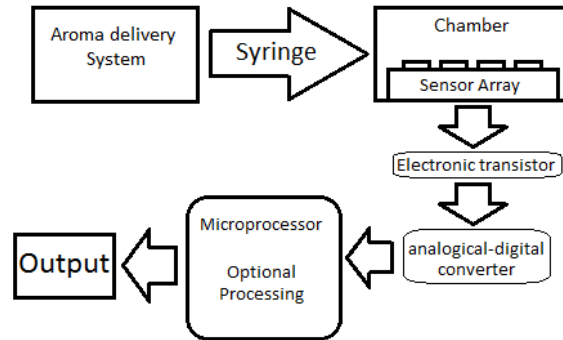 Aroma delivery
System
Syringe
Chamber
Sensor Array
Electronic transistor
analogical-digital
converter
Microprocessor
Optional
Processing
Output